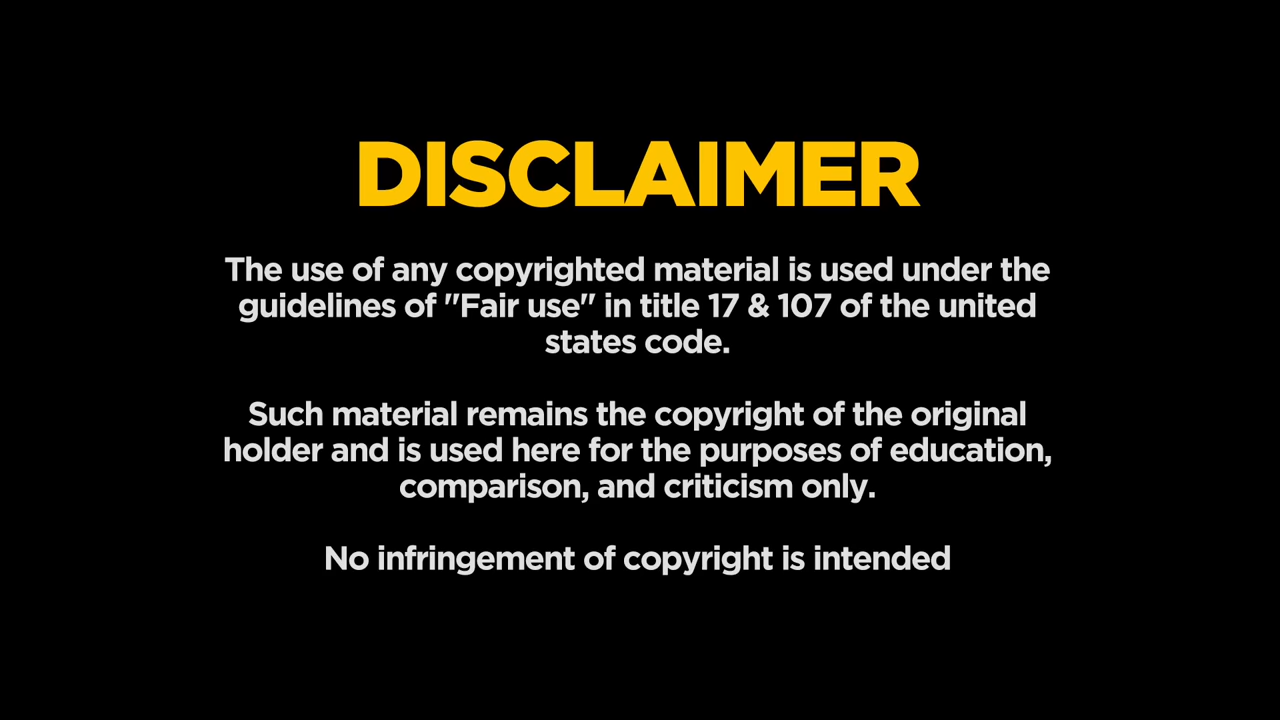 DISCLAIMER
The use of any copyrighted material is used under the
guidelines of "Fair use" in title 17 & 107 of the united
states code.
Such material remains the copyright of the original
holder and is used here for the purposes of education,
comparison, and criticism only.
No infringement of copyright is intended